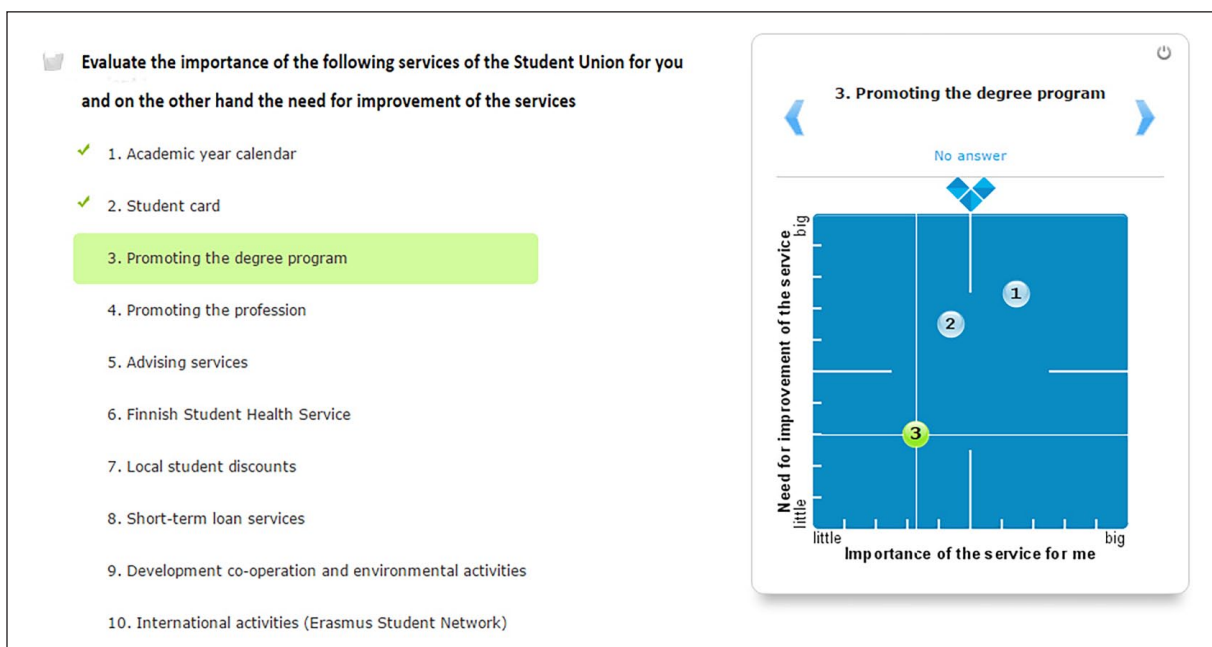 Evaluate the importance of the following services of the Student Union for you
and on the other hand the need for improvement of the services
1. Academic year calendar
2. Student card
3. Promoting the degree program
4. Promoting the profession
5. Advising services
6. Finnish Student Health Service
7. Local student discounts
8. Short-term loan services
9. Development co-operation and environmental activities
10. International activities (Erasmus Student Network)
3. Promoting the degree program
No answer
Need for improvement of the service
big
little
1
2
3
little
big
Importance of the service for me